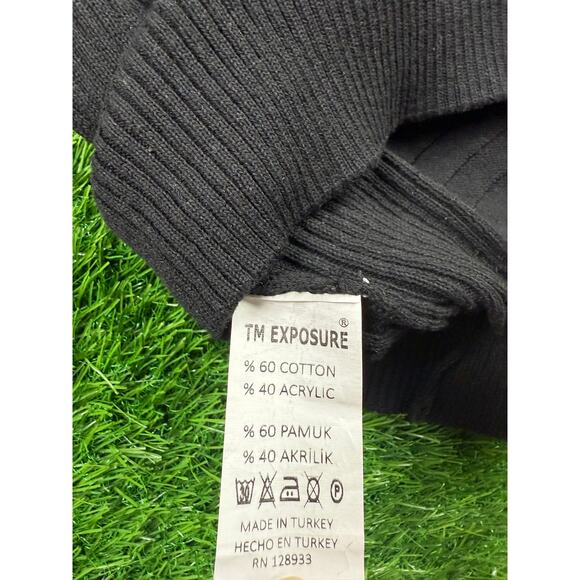 TM EXPOSURE ®
% 60 COTTON
% 40 ACRYLIC
% 60 PAMUK
% 40 AKRİLİK
MADE IN TURKEY
HECHO EN TURKEY
RN 128933